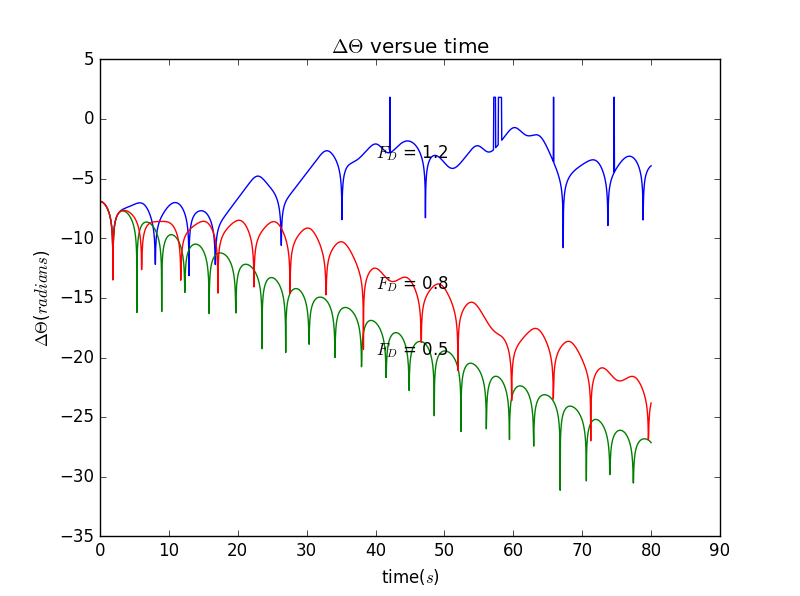 ΔΘ versue time
5
0
−5
−10
−15
−20
−25
−30
−35
ΔΘ(radians)
F_D = 1.2
F_D = 0.8
F_D = 0.5
0 10 20 30 40 50 60 70 80 90
time(s)